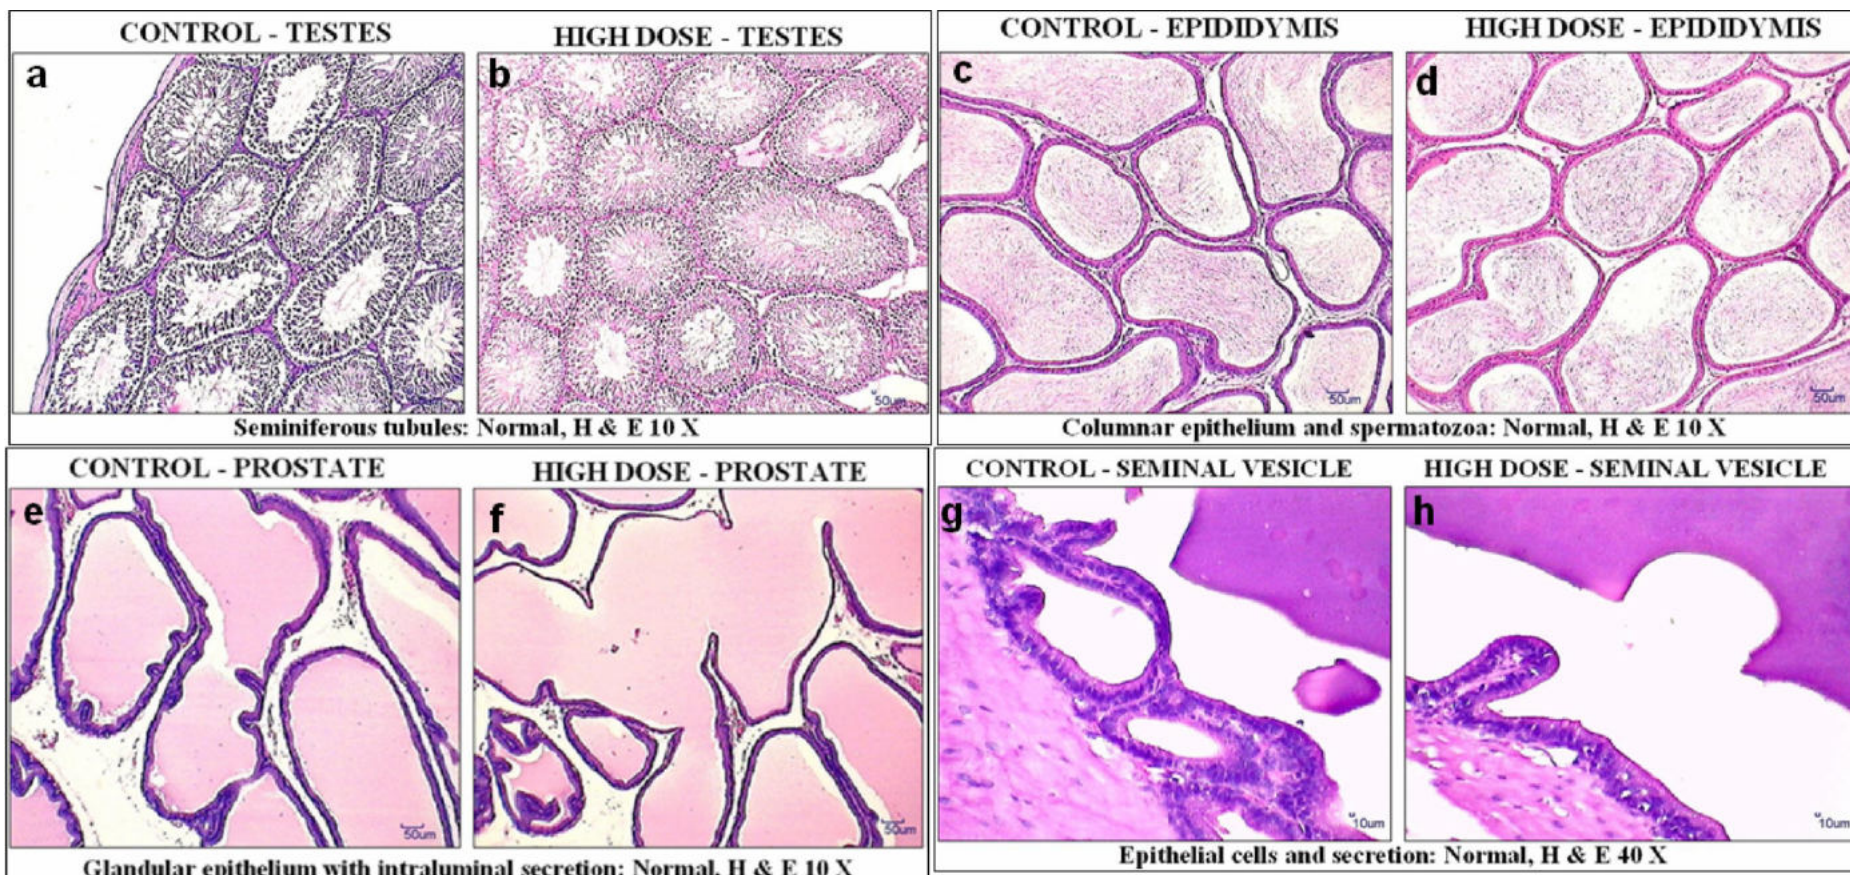 CONTROL - TESTES
HIGH DOSE - TESTES
a
b
50um
50um
Seminiferous tubules: Normal, H & E 10 X
CONTROL - EPIDIDYMIS
HIGH DOSE - EPIDIDYMIS
c
d
50um
50um
Columnar epithelium and spermatozoa: Normal, H & E 10 X
CONTROL - PROSTATE
HIGH DOSE - PROSTATE
e
f
50um
50um
Glandular epithelium with intraluminal secretion: Normal, H & E 10 X
CONTROL - SEMINAL VESICLE
HIGH DOSE - SEMINAL VESICLE
g
h
10um
10um
Epithelial cells and secretion: Normal, H & E 40 X